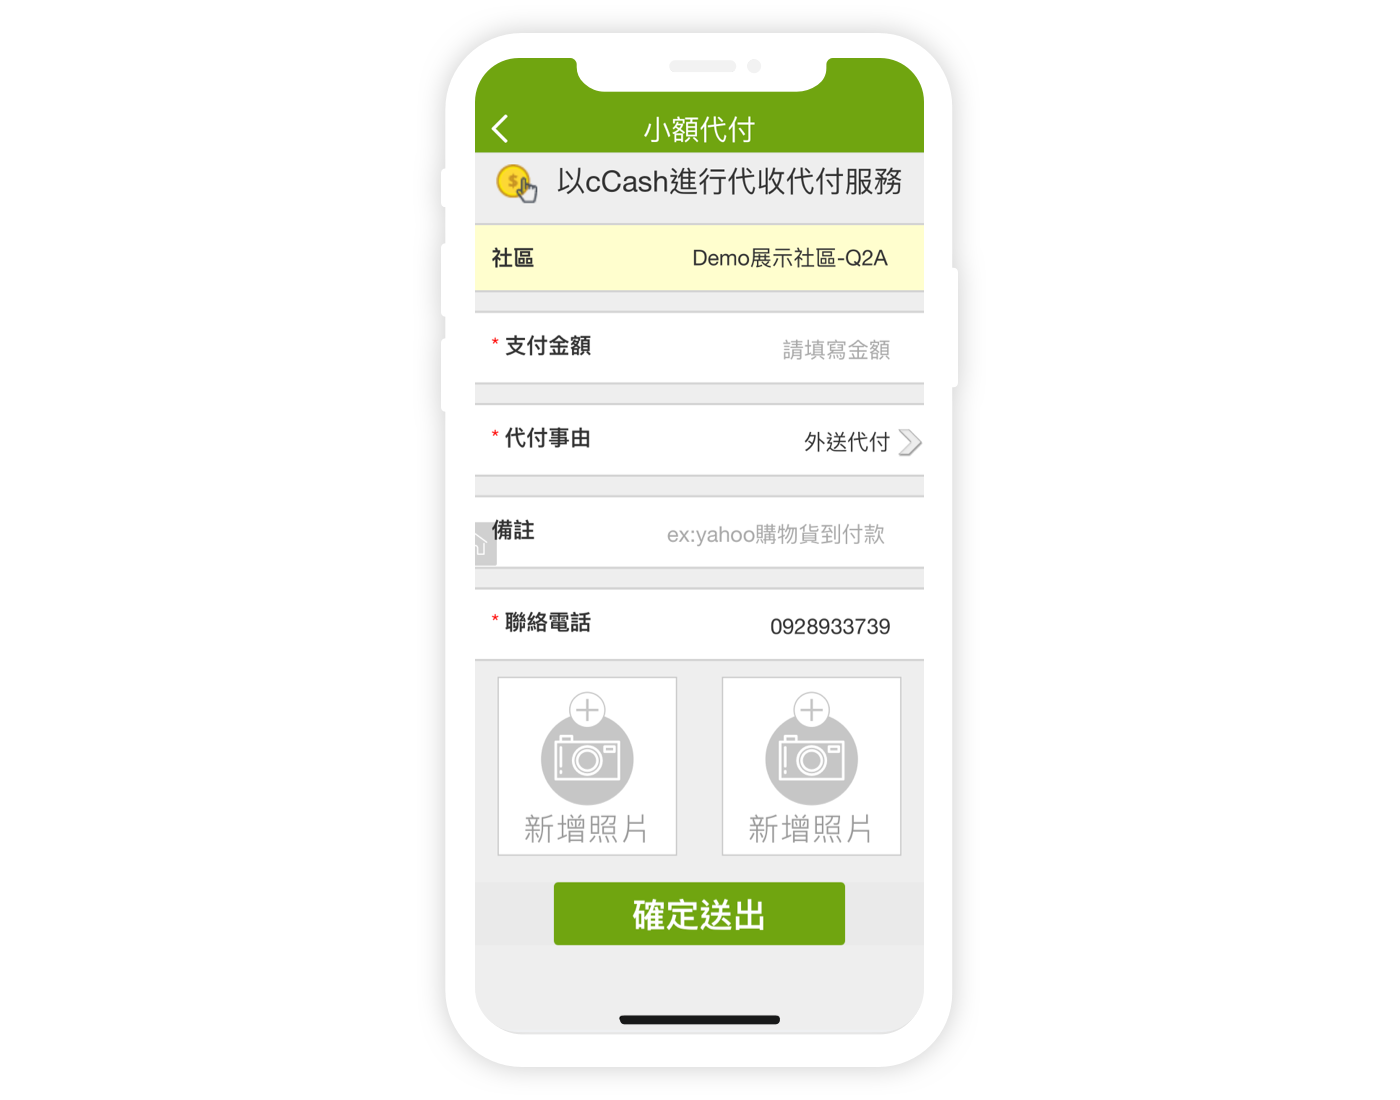 小額代付
以cCash進行代收代付服務
社區 Demo展示社區-Q2A
* 支付金額 請填寫金額
* 代付事由 外送代付
備註 ex:yahoo購物貨到付款
* 聯絡電話 0928933739
新增照片 新增照片
確定送出